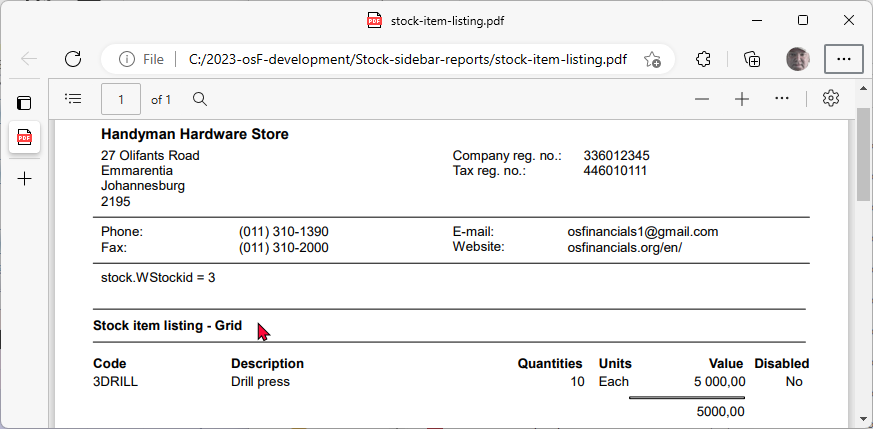 stock-item-listing.pdf
File C:/2023-osF-development/Stock-sidebar-reports/stock-item-listing.pdf
1 of 1
Handyman Hardware Store
27 Olifants Road Company reg. no.: 336012345
Emmarentia Tax reg. no.: 446010111
Johannesburg
2195
Phone: (011) 310-1390 E-mail: osfinancials1@gmail.com
Fax: (011) 310-2000 Website: osfinancials.org/en/
stock.WStockid = 3
Stock item listing - Grid
Code Description Quantities Units Value Disabled
3DRILL Drill press 10 Each 5 000,00 No
5000,00